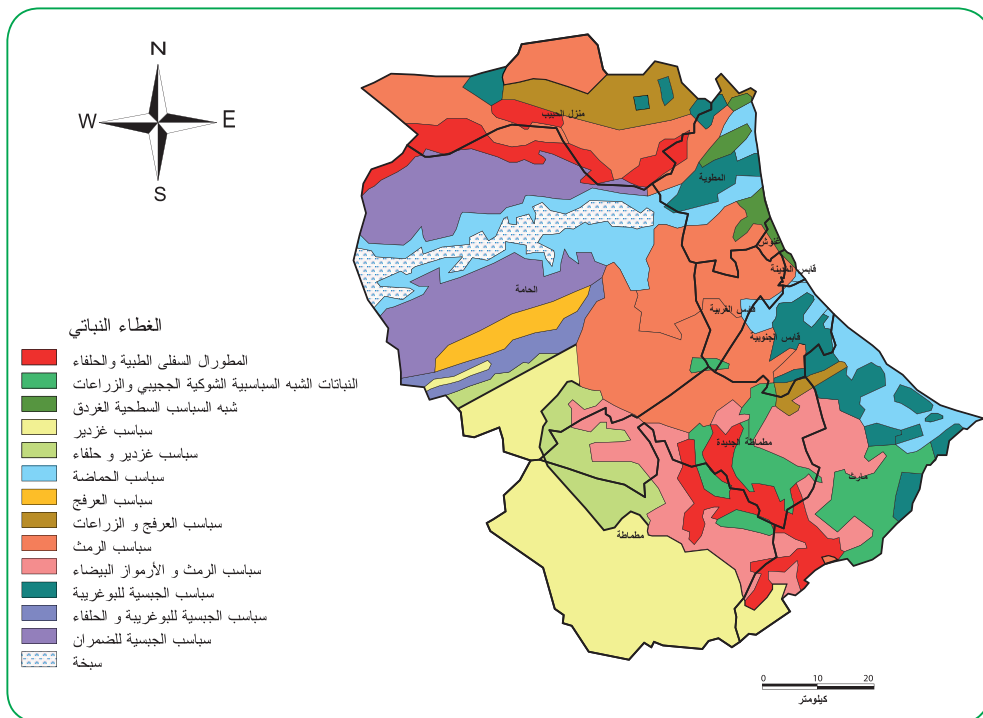 N
W
E
S
منزل الحبيب
المطوية
غنوش
قابس المدينة
الحامة
قابس الغربية
قابس الجنوبية
مطماطة الجديدة
مارث
مطماطة
الغطاء النباتي
المطورال السفلى الطبية والحلفاء
النباتات الشبه السباسبية الشوكية الججيبي والزراعات
شبه السباسب السطحية الغردق
سباسب غزدير
سباسب غزدير و حلفاء
سباسب الحماضة
سباسب العرفج
سباسب العرفج و الزراعات
سباسب الرمث
سباسب الرمث و الأرمواز البيضاء
سباسب الجبسية للبوغريبة
سباسب الجبسية للبوغريبة و الحلفاء
سباسب الجبسية للضمران
سبخة
0 10 20
كيلومتر